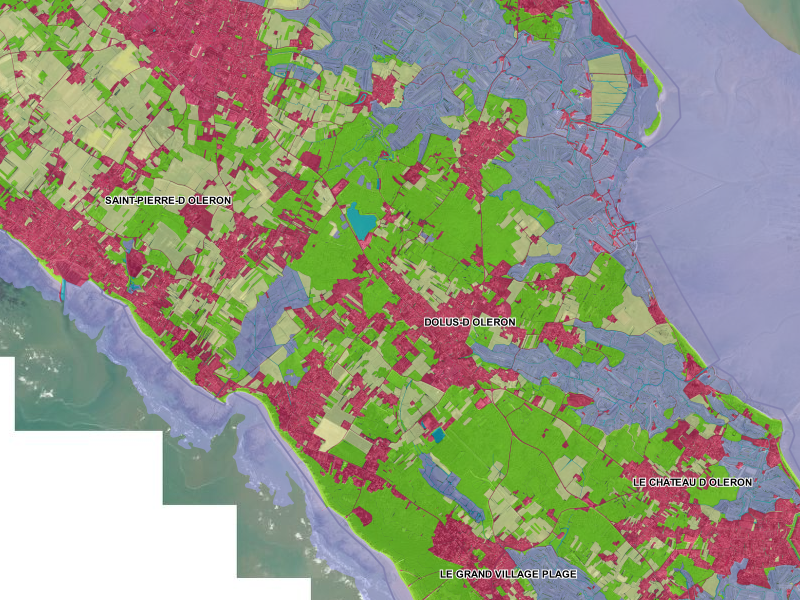 SAINT-PIERRE-D OLERON
DOLUS-D OLERON
LE CHATEAU D OLERON
LE GRAND VILLAGE PLAGE